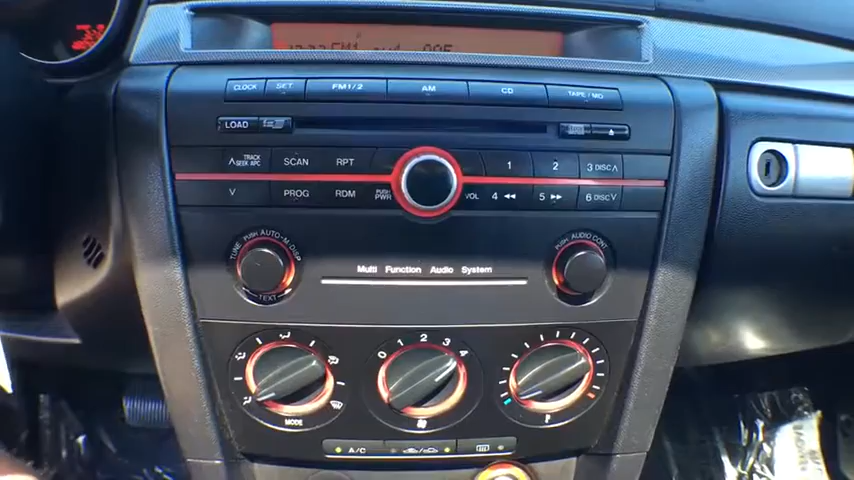 CLOCK SET FM1/2 AM CD TAPE / MD
LOAD
TRACK SCAN RPTT 1 2 3 DISC ∧
∧ SEEK APC
∨ PROG RDM PUSH PWR VOL 4 ◄◄ 5 ►► 6 DISC ∨
PUSH AUTO-M DISP
TUNE
TEXT
PUSH AUDIO CONT
Multi Function Audio System
0 1 2 3 4
MODE
A/C